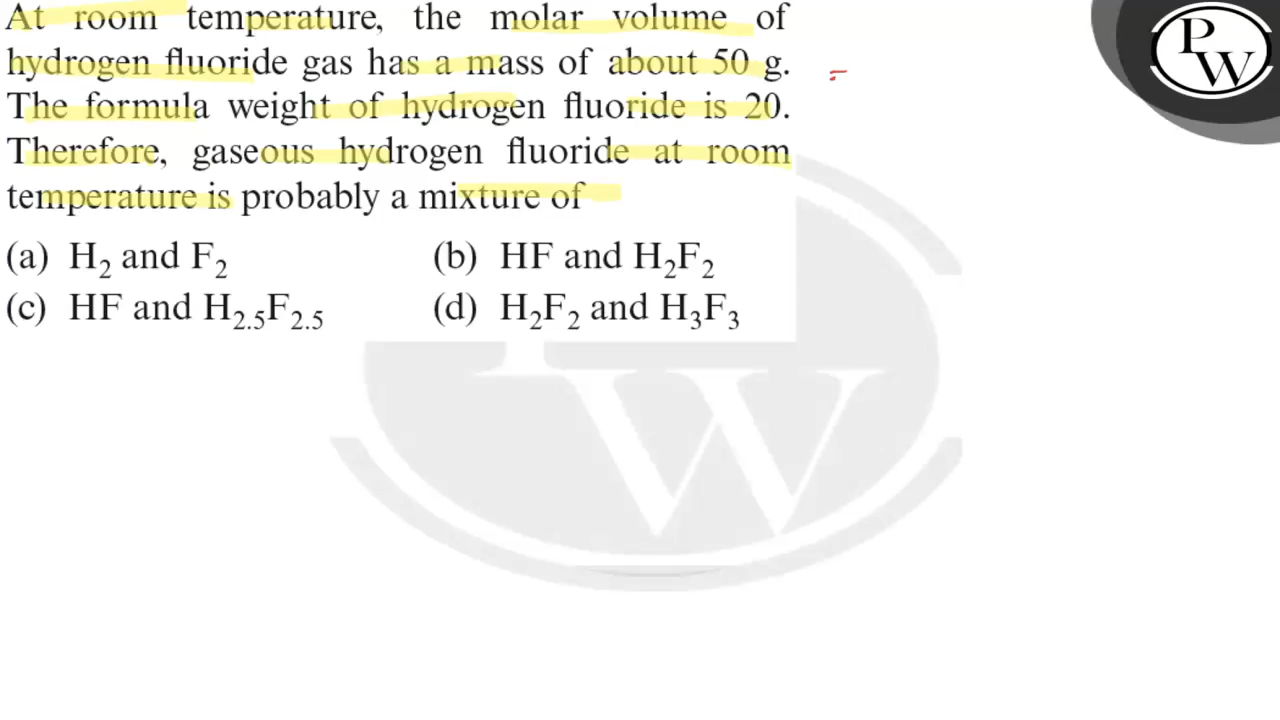 At room temperature, the molar volume of
hydrogen fluoride gas has a mass of about 50 g.
The formula weight of hydrogen fluoride is 20.
Therefore, gaseous hydrogen fluoride at room
temperature is probably a mixture of
(a) H₂ and F₂ (b) HF and H₂F₂
(c) HF and H₂.₅F₂.₅ (d) H₂F₂ and H₃F₃
PW